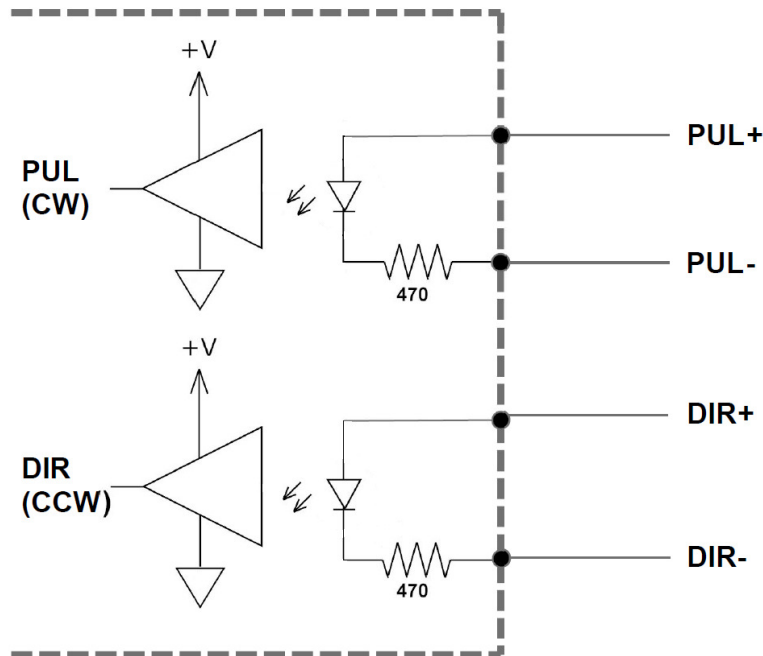 +V
PUL+
PUL
(CW)
PUL-
470
+V
DIR+
DIR
(CCW)
DIR-
470